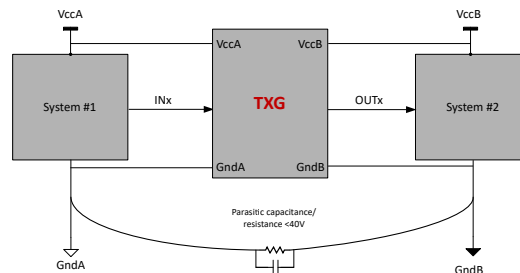 VccA
VccB
VccA
VccB
System #1
INx
TXG
OUTx
System #2
GndA
GndB
Parasitic capacitance/
resistance <40V
GndA
GndB